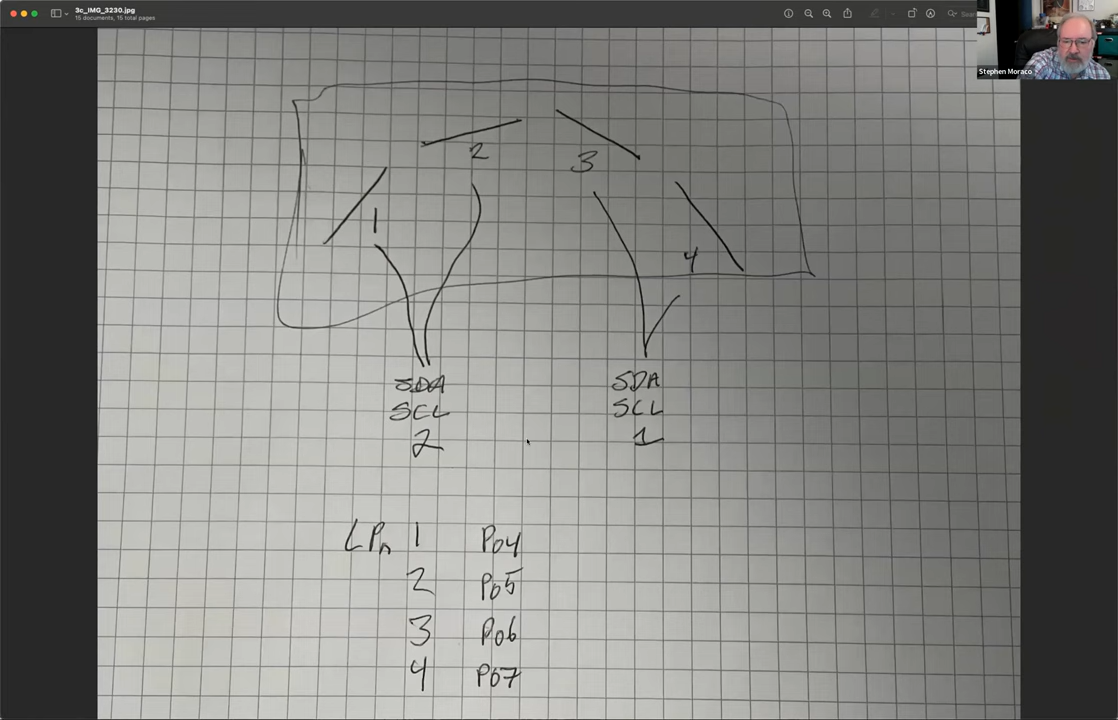 3c_IMG_3230.jpg
15 documents, 15 total pages
Stephen Moraco
2
3
1
4
SDA SDA
SCL SCL
2 1
LPn 1 P04
2 P05
3 P06
4 P07